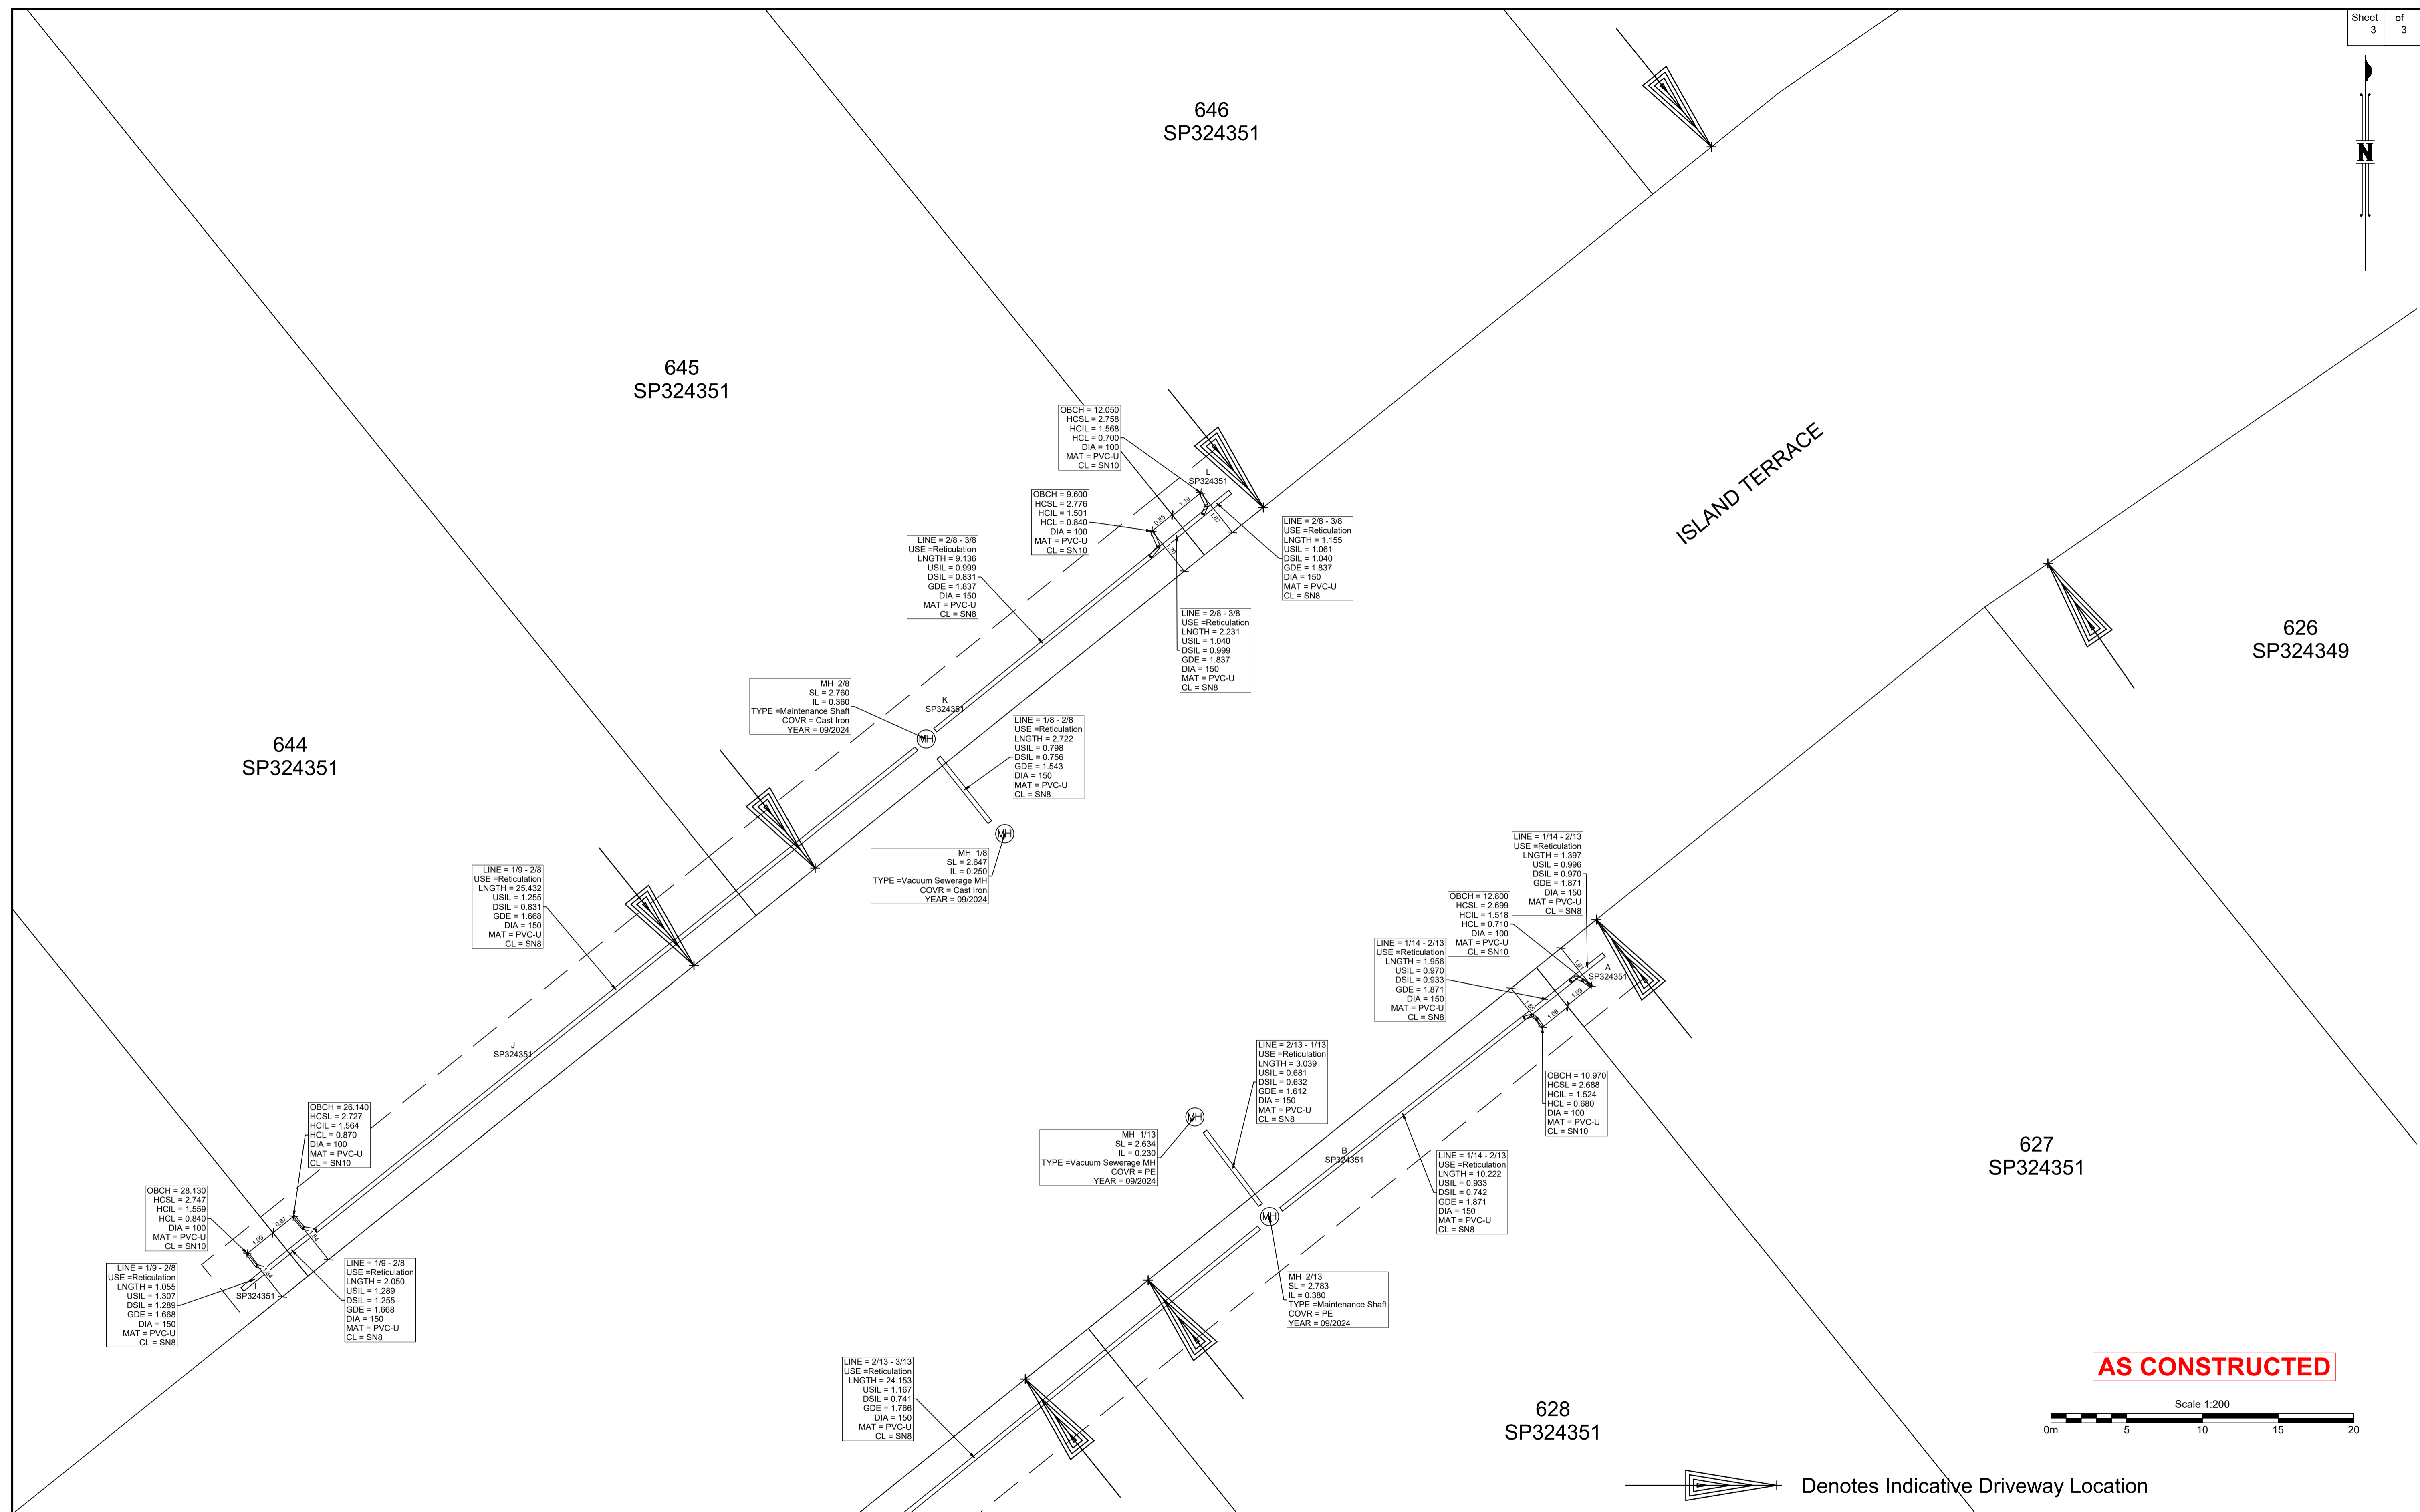 Sheet of
3 3
646
SP324351
645
SP324351
OBCH = 12.050
HCSL = 2.758
HCIL = 1.568
HCL = 0.700
DIA = 100
MAT = PVC-U
CL = SN10
L
SP324351
1.19
0.85
1.67
1.70
OBCH = 9.600
HCSL = 2.776
HCIL = 1.501
HCL = 0.840
DIA = 100
MAT = PVC-U
CL = SN10
ISLAND TERRACE
LINE = 2/8 - 3/8
USE =Reticulation
LNGTH = 1.155
USIL = 1.061
DSIL = 1.040
GDE = 1.837
DIA = 150
MAT = PVC-U
CL = SN8
LINE = 2/8 - 3/8
USE =Reticulation
LNGTH = 9.136
USIL = 0.999
DSIL = 0.831
GDE = 1.837
DIA = 150
MAT = PVC-U
CL = SN8
LINE = 2/8 - 3/8
USE =Reticulation
LNGTH = 2.231
USIL = 1.040
DSIL = 0.999
GDE = 1.837
DIA = 150
MAT = PVC-U
CL = SN8
626
SP324349
MH 2/8
SL = 2.760
IL = 0.360
TYPE =Maintenance Shaft
COVR = Cast Iron
YEAR = 09/2024
K
SP324351
MH
LINE = 1/8 - 2/8
USE =Reticulation
LNGTH = 2.722
USIL = 0.798
DSIL = 0.756
GDE = 1.543
DIA = 150
MAT = PVC-U
CL = SN8
644
SP324351
MH
MH 1/8
SL = 2.647
IL = 0.250
TYPE =Vacuum Sewerage MH
COVR = Cast Iron
YEAR = 09/2024
LINE = 1/9 - 2/8
USE =Reticulation
LNGTH = 25.432
USIL = 1.255
DSIL = 0.831
GDE = 1.668
DIA = 150
MAT = PVC-U
CL = SN8
LINE = 1/14 - 2/13
USE =Reticulation
LNGTH = 1.397
USIL = 0.996
DSIL = 0.970
GDE = 1.871
DIA = 150
MAT = PVC-U
CL = SN8
OBCH = 12.800
HCSL = 2.699
HCIL = 1.518
HCL = 0.710
DIA = 100
MAT = PVC-U
CL = SN10
LINE = 1/14 - 2/13
USE =Reticulation
LNGTH = 1.956
USIL = 0.970
DSIL = 0.933
GDE = 1.871
DIA = 150
MAT = PVC-U
CL = SN8
A
SP324351
1.03
1.08
J
SP324351
LINE = 2/13 - 1/13
USE =Reticulation
LNGTH = 3.039
USIL = 0.681
DSIL = 0.632
GDE = 1.612
DIA = 150
MAT = PVC-U
CL = SN8
OBCH = 10.970
HCSL = 2.688
HCIL = 1.524
HCL = 0.680
DIA = 100
MAT = PVC-U
CL = SN10
OBCH = 26.140
HCSL = 2.727
HCIL = 1.564
HCL = 0.870
DIA = 100
MAT = PVC-U
CL = SN10
MH
MH 1/13
SL = 2.634
IL = 0.230
TYPE =Vacuum Sewerage MH
COVR = PE
YEAR = 09/2024
B
SP324351
627
SP324351
LINE = 1/14 - 2/13
USE =Reticulation
LNGTH = 10.222
USIL = 0.933
DSIL = 0.742
GDE = 1.871
DIA = 150
MAT = PVC-U
CL = SN8
OBCH = 28.130
HCSL = 2.747
HCIL = 1.559
HCL = 0.840
DIA = 100
MAT = PVC-U
CL = SN10
0.87
1.09
MH
LINE = 1/9 - 2/8
USE =Reticulation
LNGTH = 1.055
USIL = 1.307
DSIL = 1.289
GDE = 1.668
DIA = 150
MAT = PVC-U
CL = SN8
I
SP324351
LINE = 1/9 - 2/8
USE =Reticulation
LNGTH = 2.050
USIL = 1.289
DSIL = 1.255
GDE = 1.668
DIA = 150
MAT = PVC-U
CL = SN8
MH 2/13
SL = 2.783
IL = 0.380
TYPE =Maintenance Shaft
COVR = PE
YEAR = 09/2024
LINE = 2/13 - 3/13
USE =Reticulation
LNGTH = 24.153
USIL = 1.167
DSIL = 0.741
GDE = 1.766
DIA = 150
MAT = PVC-U
CL = SN8
628
SP324351
AS CONSTRUCTED
Scale 1:200
0m 5 10 15 20
Denotes Indicative Driveway Location
N